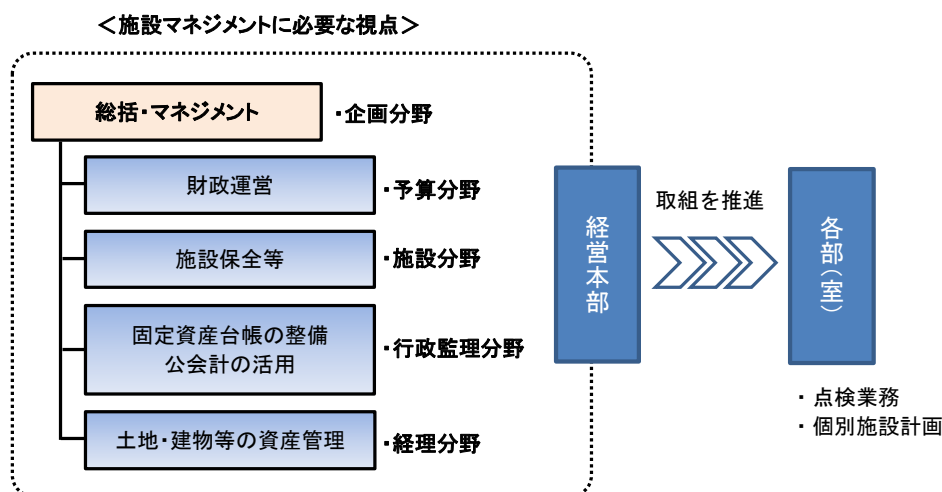 ＜施設マネジメントに必要な視点＞
総括・マネジメント
・企画分野
財政運営
・予算分野
施設保全等
・施設分野
固定資産台帳の整備
公会計の活用
・行政監理分野
土地・建物等の資産管理
・経理分野
経営本部
取組を推進
各部（室）
・点検業務
・個別施設計画